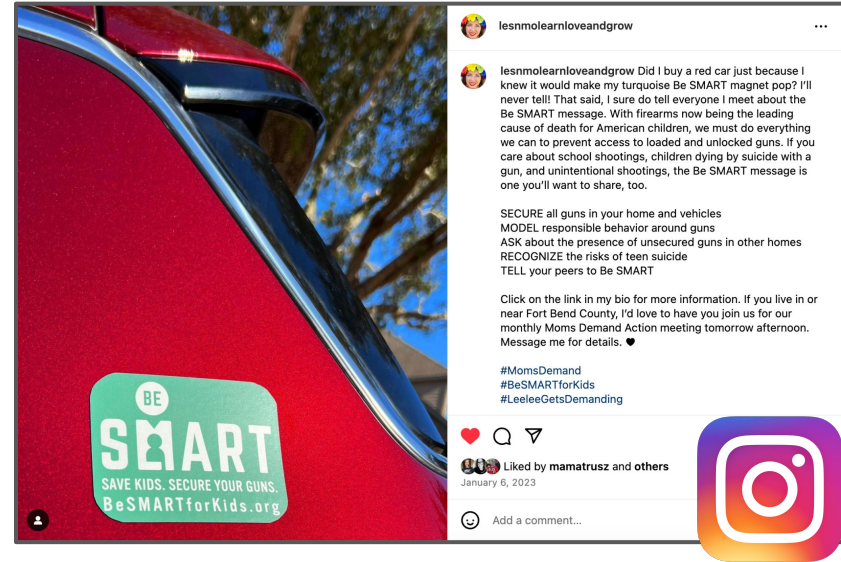 BE
SMART
SAVE KIDS. SECURE YOUR GUNS.
BeSMARTforKids.org
lesnmolearnloveandgrow
lesnmolearnloveandgrow Did I buy a red car just because I
knew it would make my turquoise Be SMART magnet pop? I'll
never tell! That said, I sure do tell everyone I meet about the
Be SMART message. With firearms now being the leading
cause of death for American children, we must do everything
we can to prevent access to loaded and unlocked guns. If you
care about school shootings, children dying by suicide with a
gun, and unintentional shootings, the Be SMART message is
one you'll want to share, too.
SECURE all guns in your home and vehicles
MODEL responsible behavior around guns
ASK about the presence of unsecured guns in other homes
RECOGNIZE the risks of teen suicide
TELL your peers to Be SMART
Click on the link in my bio for more information. If you live in or
near Fort Bend County, I'd love to have you join us for our
monthly Moms Demand Action meeting tomorrow afternoon.
Message me for details. 🖤
#MomsDemand
#BeSMARTforKids
#LeeleeGetsDemanding
Liked by mamatrusz and others
January 6, 2023
Add a comment...